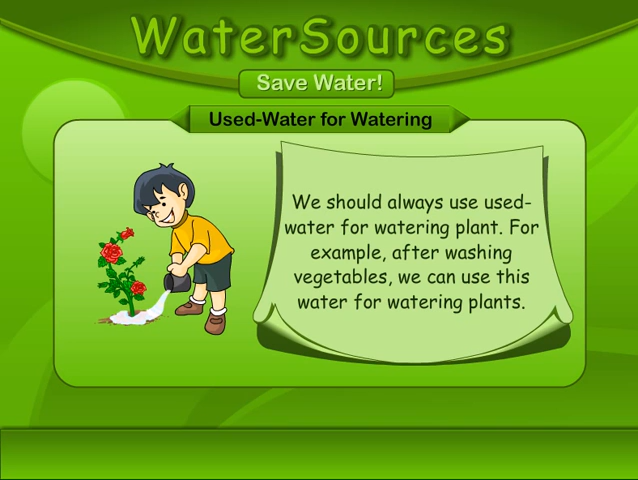 WaterSources
Save Water!
Used-Water for Watering
We should always use used-
water for watering plant. For
example, after washing
vegetables, we can use this
water for watering plants.